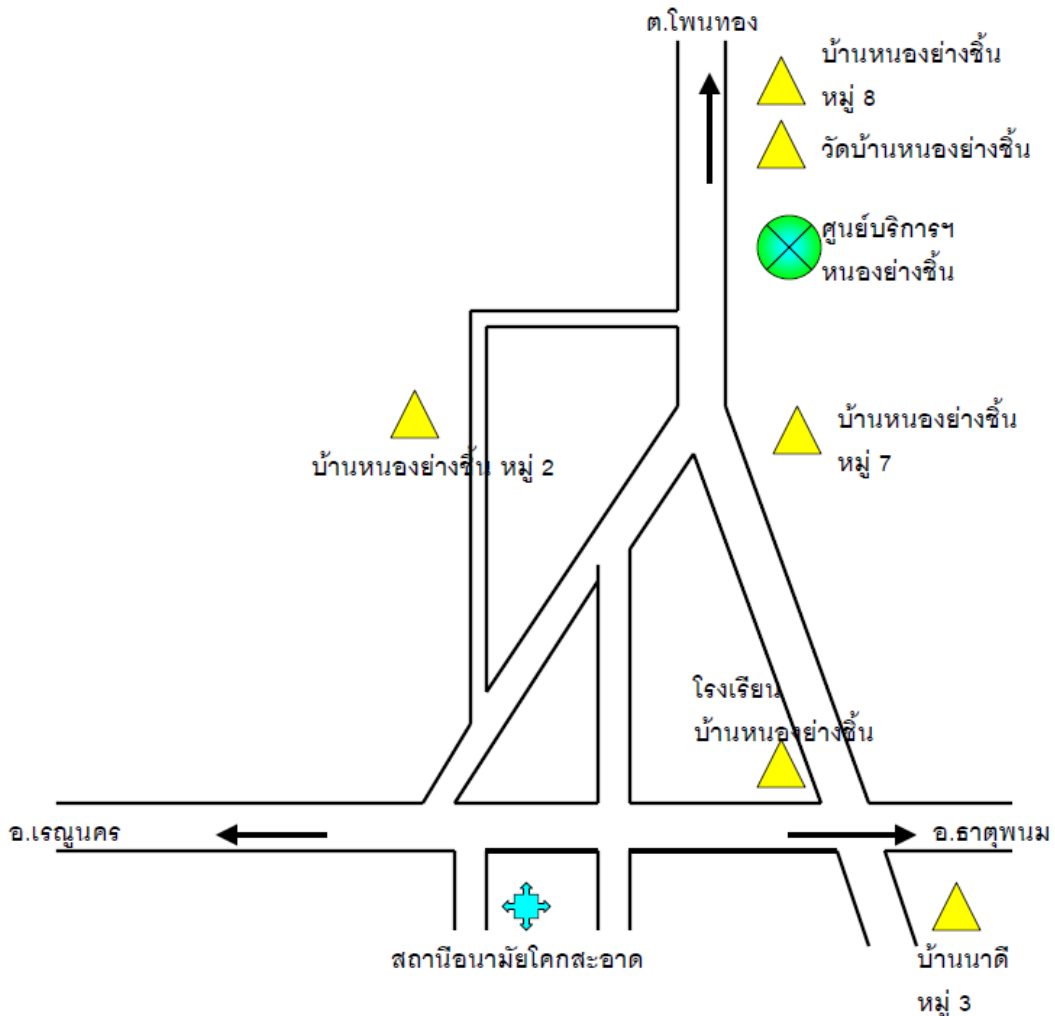 ต.โพนทอง
บ้านหนองย่างชิ้น
หมู่ 8
วัดบ้านหนองย่างชิ้น
ศูนย์บริการฯ
หนองย่างชิ้น
บ้านหนองย่างชิ้น
หมู่ 7
บ้านหนองย่างชิ้น หมู่ 2
โรงเรียน
บ้านหนองย่างชิ้น
อ.เรณูนคร
อ.ธาตุพนม
สถานีอนามัยโคกสะอาด
บ้านนาดี
หมู่ 3